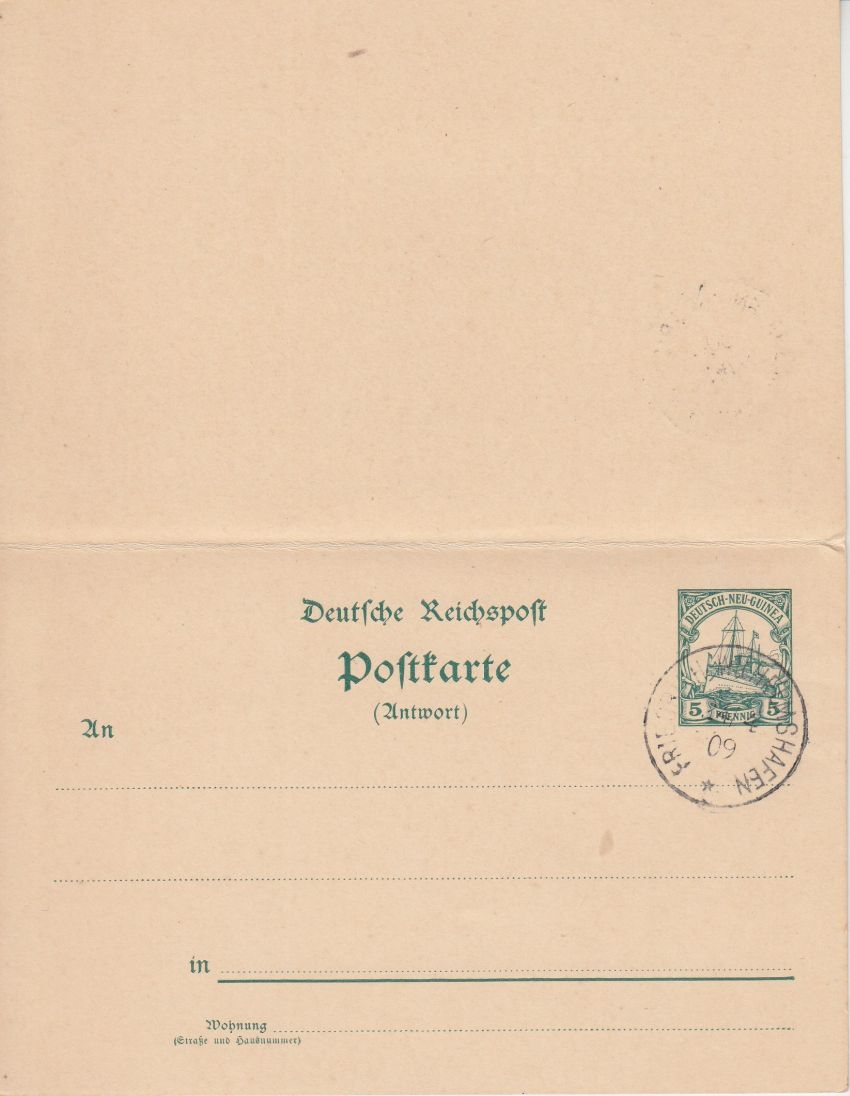 Deutſche Reichspoſt
Poſtkarte
(Antwort)
DEUTSCH-NEU-GUINEA
5 PFENNIG 5
SHAFEN
09
An
in
Wohnung
(Straße und Hausnummer)